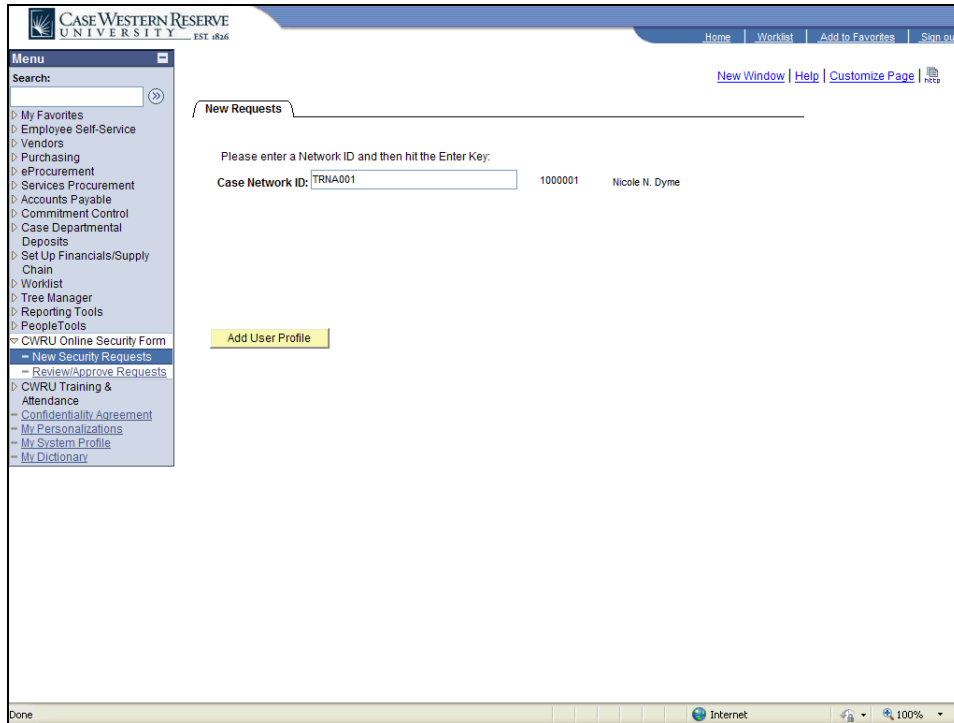 CASE WESTERN RESERVE
UNIVERSITY EST. 1826
Home Worklist Add to Favorites Sign ou
Menu
Search:
My Favorites
Employee Self-Service
Vendors
Purchasing
eProcurement
Services Procurement
Accounts Payable
Commitment Control
Case Departmental
Deposits
Set Up Financials/Supply
Chain
Worklist
Tree Manager
Reporting Tools
PeopleTools
CWRU Online Security Form
– New Security Requests
– Review/Approve Requests
CWRU Training &
Attendance
– Confidentiality Agreement
– My Personalizations
– My System Profile
– My Dictionary
New Window | Help | Customize Page | http
New Requests
Please enter a Network ID and then hit the Enter Key:
Case Network ID: TRNA001 1000001 Nicole N. Dyme
Add User Profile
Done Internet 100%